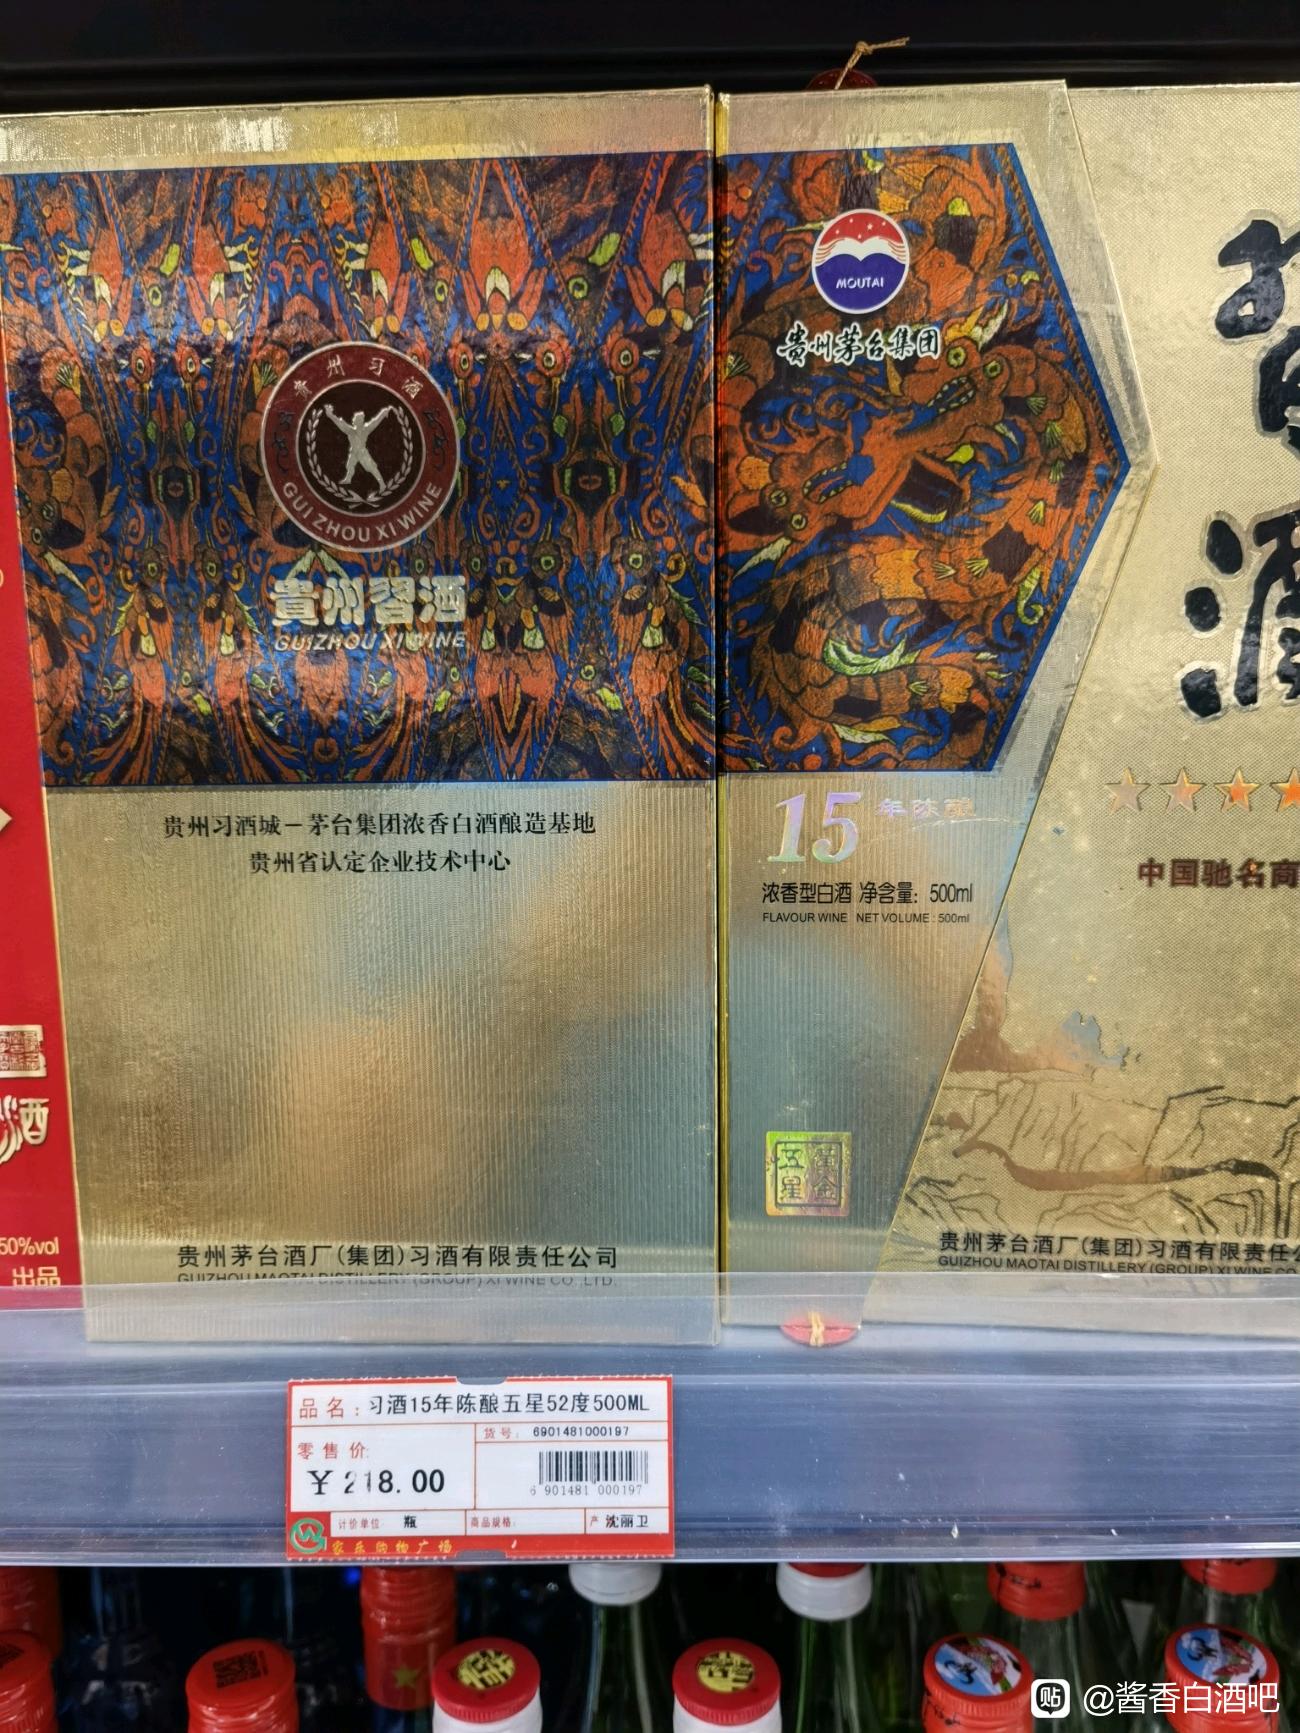 贵州习酒
GUI ZHOU XI WINE
貴州習酒
GUIZHOU XI WINE
贵州习酒城－茅台集团浓香白酒酿造基地
贵州省认定企业技术中心
贵州茅台酒厂(集团)习酒有限责任公司
GUIZHOU MAOTAI DISTILLERY (GROUP) XI WINE CO.,LTD.
MOUTAI
贵州茅台集团
15年陈酿
浓香型白酒 净含量：500ml
FLAVOUR WINE NET VOLUME : 500ml
五星
酒
中国驰名商
贵州茅台酒厂(集团)习酒有限责任公
GUIZHOU MAOTAI DISTILLERY (GROUP) XI WINE CO
酒
50%vol
出品
品名：习酒15年陈酿五星52度500ML
货号：6901481000197
零售价:
￥218.00
6 901481 000197
计价单位 瓶
商品规格:
产 沈丽卫
家乐购物广场
贴 @酱香白酒吧